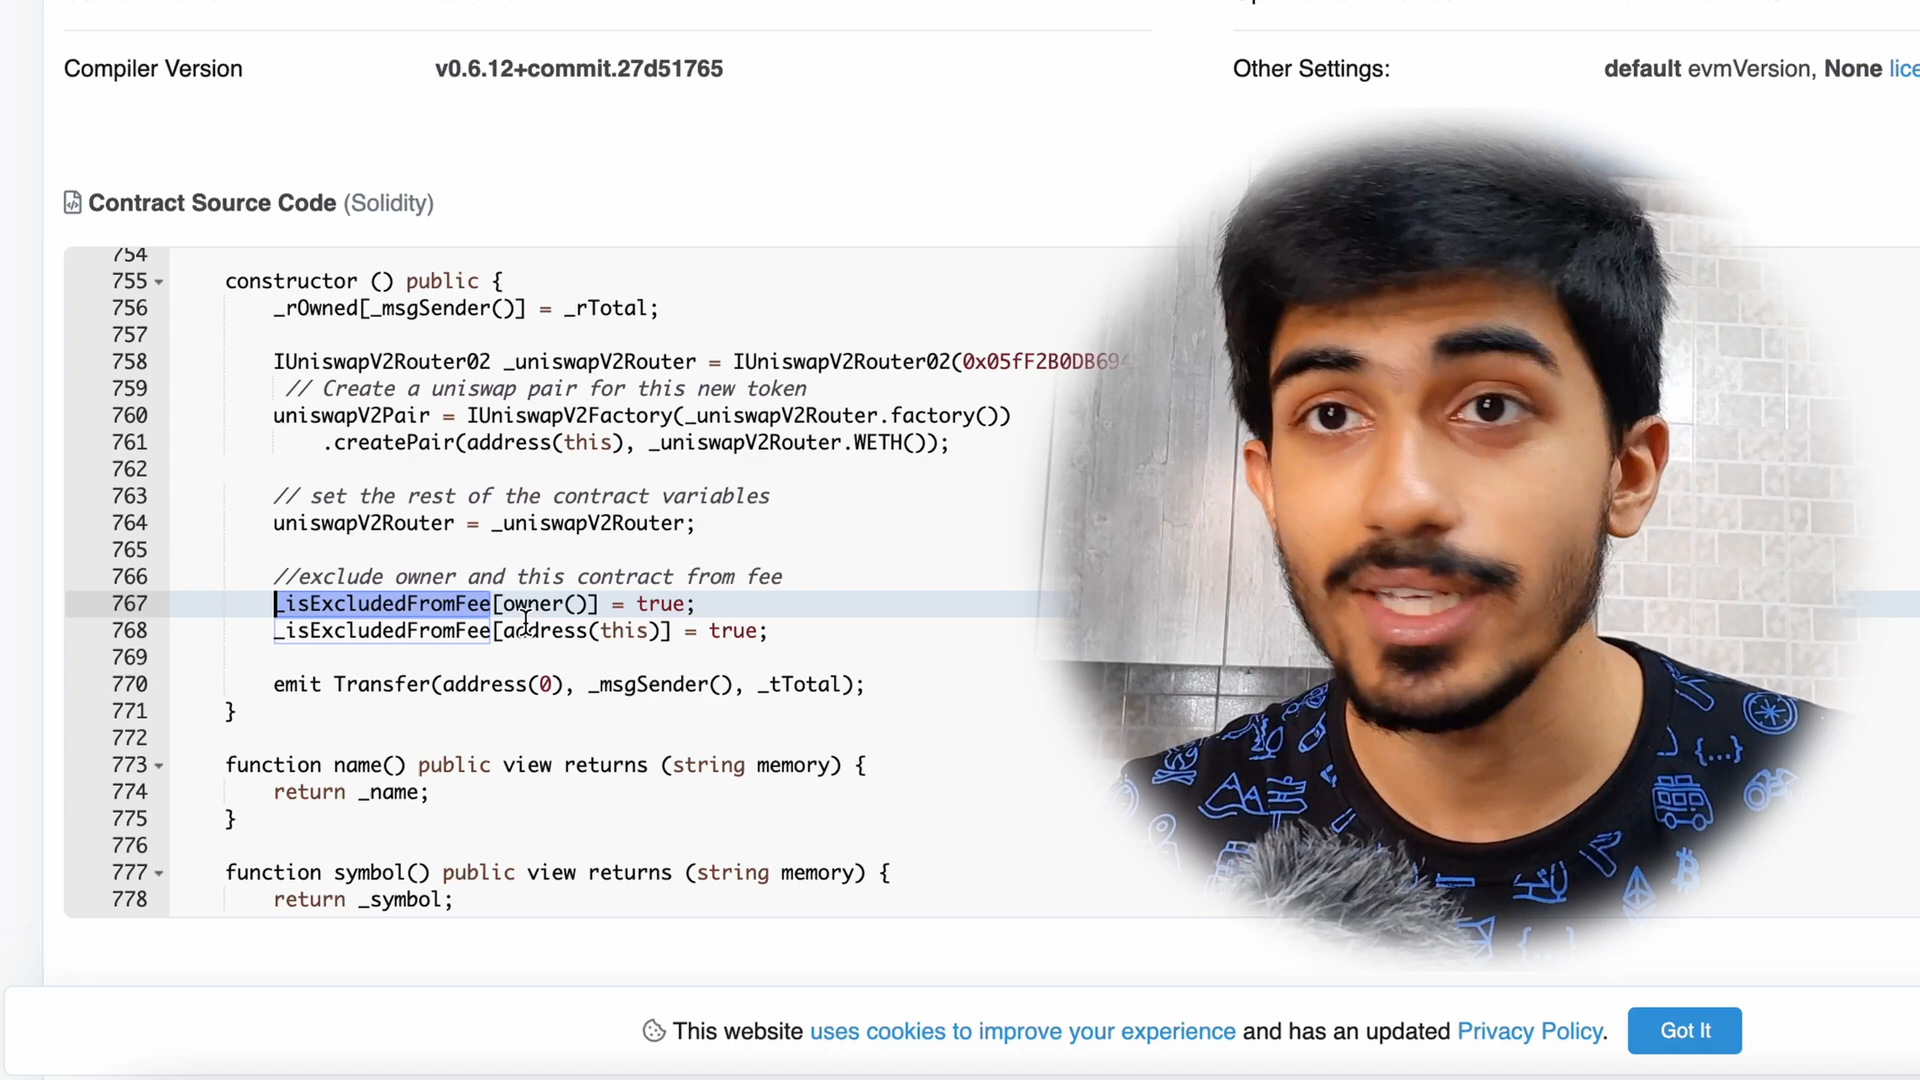 Compiler Version
v0.6.12+commit.27d51765
Other Settings:
default evmVersion, None lice
Contract Source Code (Solidity)
754
755 constructor () public {
756 _rOwned[_msgSender()] = _rTotal;
757
758 IUniswapV2Router02 _uniswapV2Router = IUniswapV2Router02(0x05fF2B0DB694
759 // Create a uniswap pair for this new token
760 uniswapV2Pair = IUniswapV2Factory(_uniswapV2Router.factory())
761 .createPair(address(this), _uniswapV2Router.WETH());
762
763 // set the rest of the contract variables
764 uniswapV2Router = _uniswapV2Router;
765
766 //exclude owner and this contract from fee
767 _isExcludedFromFee[owner()] = true;
768 _isExcludedFromFee[address(this)] = true;
769
770 emit Transfer(address(0), _msgSender(), _tTotal);
771 }
772
773 function name() public view returns (string memory) {
774 return _name;
775 }
776
777 function symbol() public view returns (string memory) {
778 return _symbol;
This website uses cookies to improve your experience and has an updated Privacy Policy.
Got It